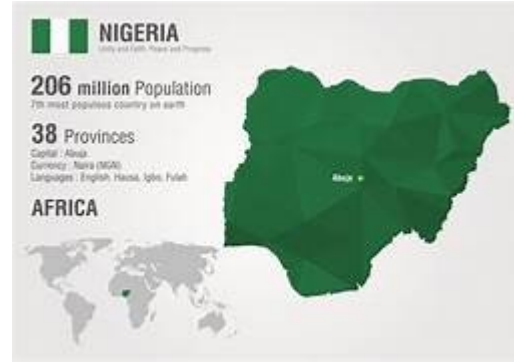 NIGERIA
Unity and Faith, Peace and Progress
206 million Population
7th most populous country on earth
38 Provinces
Capital : Abuja
Currency : Naira (NGN)
Languages : English, Hausa, Igbo, Fulah
AFRICA
Abuja